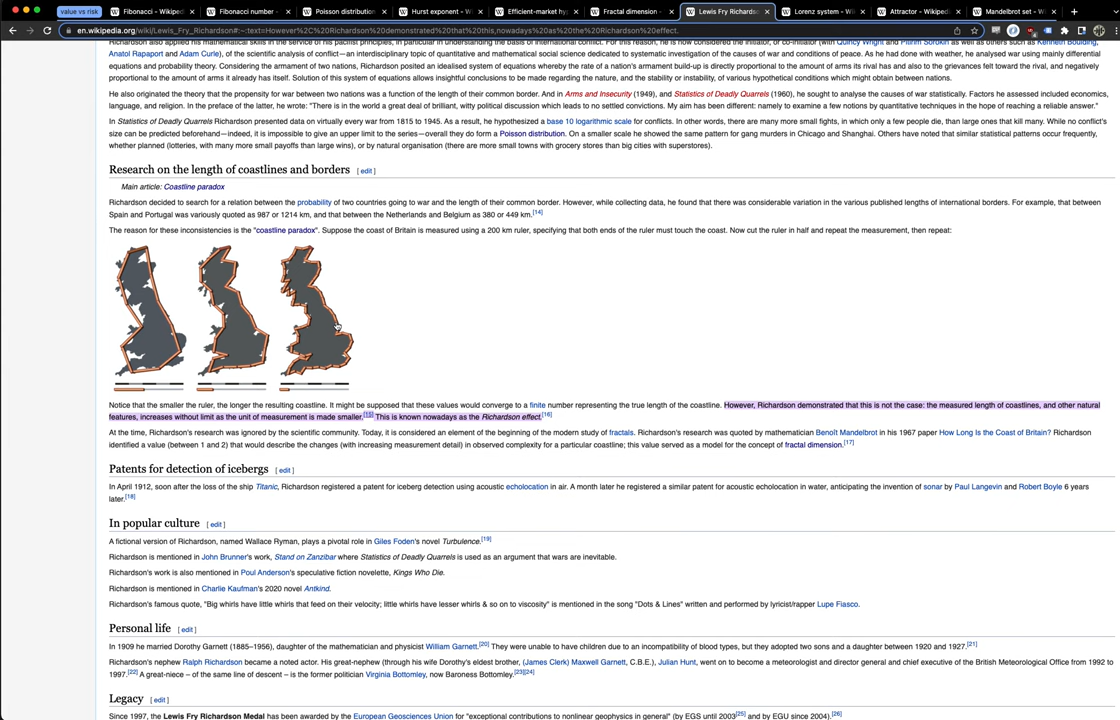 value vs risk
Fibonacci - Wikiped
Fibonacci number -
Poisson distribution
Hurst exponent - Wi
Efficient-market hy
Fractal dimension -
Lewis Fry Richardso
Lorenz system - Wi
Attractor - Wikipedi
Mandelbrot set - W
en.wikipedia.org/wiki/Lewis_Fry_Richardson#:~:text=However%2C%20Richardson%20demonstrated%20that%20this,nowadays%20as%20the%20Richardson%20effect.
Richardson also applied his mathematical skills in the service of his pacifist principles, in particular in understanding the basis of international conflict. For this reason, he is now considered the initiator, or co-initiator (with Quincy Wright and Pitirim Sorokin as well as others such as Kenneth Boulding,
Anatol Rapaport and Adam Curle), of the scientific analysis of conflict—an interdisciplinary topic of quantitative and mathematical social science dedicated to systematic investigation of the causes of war and conditions of peace. As he had done with weather, he analysed war using mainly differential
equations and probability theory. Considering the armament of two nations, Richardson posited an idealised system of equations whereby the rate of a nation's armament build-up is directly proportional to the amount of arms its rival has and also to the grievances felt toward the rival, and negatively
proportional to the amount of arms it already has itself. Solution of this system of equations allows insightful conclusions to be made regarding the nature, and the stability or instability, of various hypothetical conditions which might obtain between nations.
He also originated the theory that the propensity for war between two nations was a function of the length of their common border. And in Arms and Insecurity (1949), and Statistics of Deadly Quarrels (1960), he sought to analyse the causes of war statistically. Factors he assessed included economics,
language, and religion. In the preface of the latter, he wrote: "There is in the world a great deal of brilliant, witty political discussion which leads to no settled convictions. My aim has been different: namely to examine a few notions by quantitative techniques in the hope of reaching a reliable answer."
In Statistics of Deadly Quarrels Richardson presented data on virtually every war from 1815 to 1945. As a result, he hypothesized a base 10 logarithmic scale for conflicts. In other words, there are many more small fights, in which only a few people die, than large ones that kill many. While no conflict's
size can be predicted beforehand—indeed, it is impossible to give an upper limit to the series—overall they do form a Poisson distribution. On a smaller scale he showed the same pattern for gang murders in Chicago and Shanghai. Others have noted that similar statistical patterns occur frequently,
whether planned (lotteries, with many more small payoffs than large wins), or by natural organisation (there are more small towns with grocery stores than big cities with superstores).
Research on the length of coastlines and borders [ edit ]
Main article: Coastline paradox
Richardson decided to search for a relation between the probability of two countries going to war and the length of their common border. However, while collecting data, he found that there was considerable variation in the various published lengths of international borders. For example, that between
Spain and Portugal was variously quoted as 987 or 1214 km, and that between the Netherlands and Belgium as 380 or 449 km.[14]
The reason for these inconsistencies is the "coastline paradox". Suppose the coast of Britain is measured using a 200 km ruler, specifying that both ends of the ruler must touch the coast. Now cut the ruler in half and repeat the measurement, then repeat:
Notice that the smaller the ruler, the longer the resulting coastline. It might be supposed that these values would converge to a finite number representing the true length of the coastline. However, Richardson demonstrated that this is not the case: the measured length of coastlines, and other natural
features, increases without limit as the unit of measurement is made smaller.[15] This is known nowadays as the Richardson effect.[16]
At the time, Richardson's research was ignored by the scientific community. Today, it is considered an element of the beginning of the modern study of fractals. Richardson's research was quoted by mathematician Benoît Mandelbrot in his 1967 paper How Long Is the Coast of Britain? Richardson
identified a value (between 1 and 2) that would describe the changes (with increasing measurement detail) in observed complexity for a particular coastline; this value served as a model for the concept of fractal dimension.[17]
Patents for detection of icebergs [ edit ]
In April 1912, soon after the loss of the ship Titanic, Richardson registered a patent for iceberg detection using acoustic echolocation in air. A month later he registered a similar patent for acoustic echolocation in water, anticipating the invention of sonar by Paul Langevin and Robert Boyle 6 years
later.[18]
In popular culture [ edit ]
A fictional version of Richardson, named Wallace Ryman, plays a pivotal role in Giles Foden's novel Turbulence.[19]
Richardson is mentioned in John Brunner's work, Stand on Zanzibar where Statistics of Deadly Quarrels is used as an argument that wars are inevitable.
Richardson's work is also mentioned in Poul Anderson's speculative fiction novelette, Kings Who Die.
Richardson is mentioned in Charlie Kaufman's 2020 novel Antkind.
Richardson's famous quote, "Big whirls have little whirls that feed on their velocity; little whirls have lesser whirls & so on to viscosity" is mentioned in the song "Dots & Lines" written and performed by lyricist/rapper Lupe Fiasco.
Personal life [ edit ]
In 1909 he married Dorothy Garnett (1885–1956), daughter of the mathematician and physicist William Garnett.[20] They were unable to have children due to an incompatibility of blood types, but they adopted two sons and a daughter between 1920 and 1927.[21]
Richardson's nephew Ralph Richardson became a noted actor. His great-nephew (through his wife Dorothy's eldest brother, (James Clerk) Maxwell Garnett, C.B.E.), Julian Hunt, went on to become a meteorologist and director general and chief executive of the British Meteorological Office from 1992 to
1997.[22] A great-niece – of the same line of descent – is the former politician Virginia Bottomley, now Baroness Bottomley.[23][24]
Legacy [ edit ]
Since 1997, the Lewis Fry Richardson Medal has been awarded by the European Geosciences Union for "exceptional contributions to nonlinear geophysics in general" (by EGS until 2003[25] and by EGU since 2004).[26]